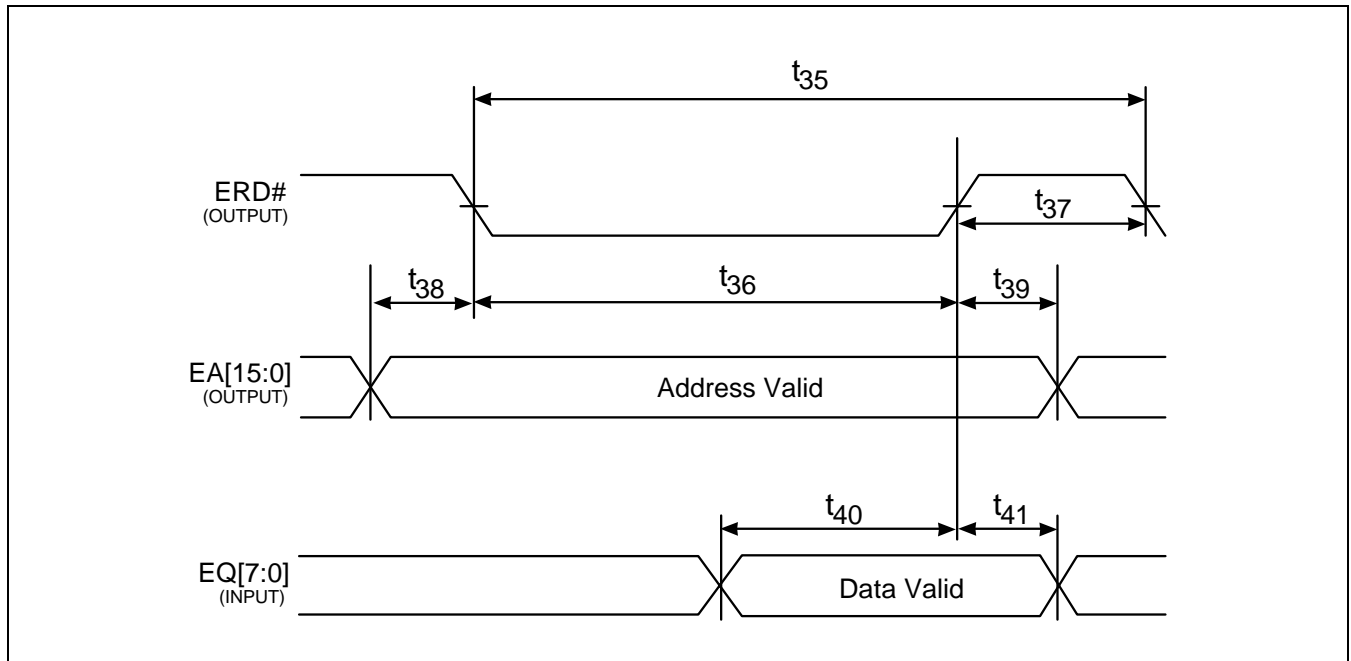 t35
ERD#
(OUTPUT)
t37
t38
t36
t39
EA[15:0]
(OUTPUT)
Address Valid
t40
t41
EQ[7:0]
(INPUT)
Data Valid